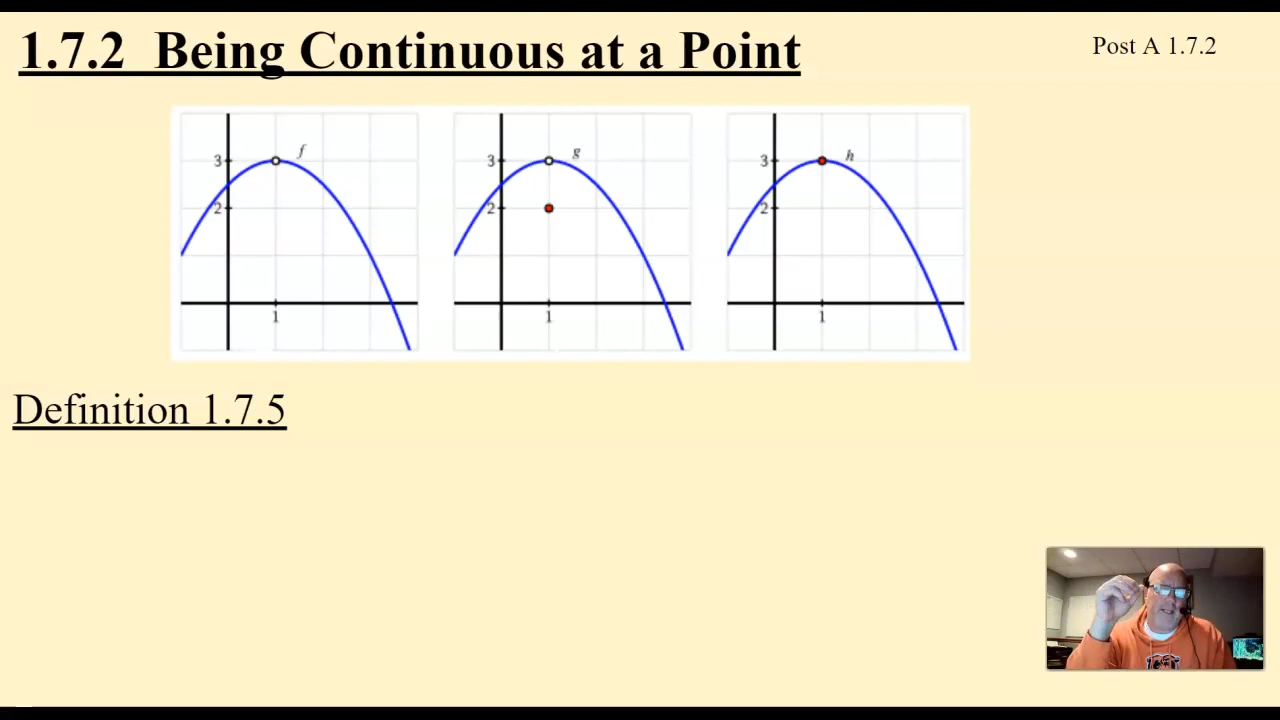 1.7.2 Being Continuous at a Point
Post A 1.7.2
f
3
2
1
g
3
2
1
h
3
2
1
Definition 1.7.5